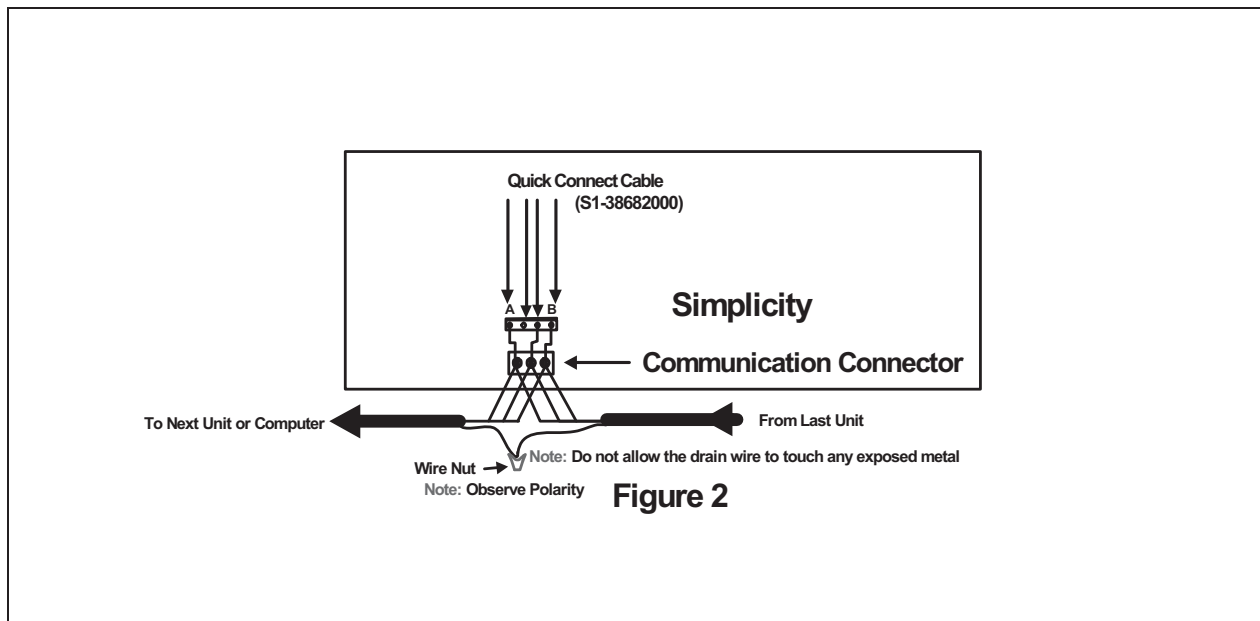 Quick Connect Cable
(S1-38682000)
A B
Simplicity
Communication Connector
To Next Unit or Computer
From Last Unit
Note: Do not allow the drain wire to touch any exposed metal
Wire Nut
Note: Observe Polarity
Figure 2